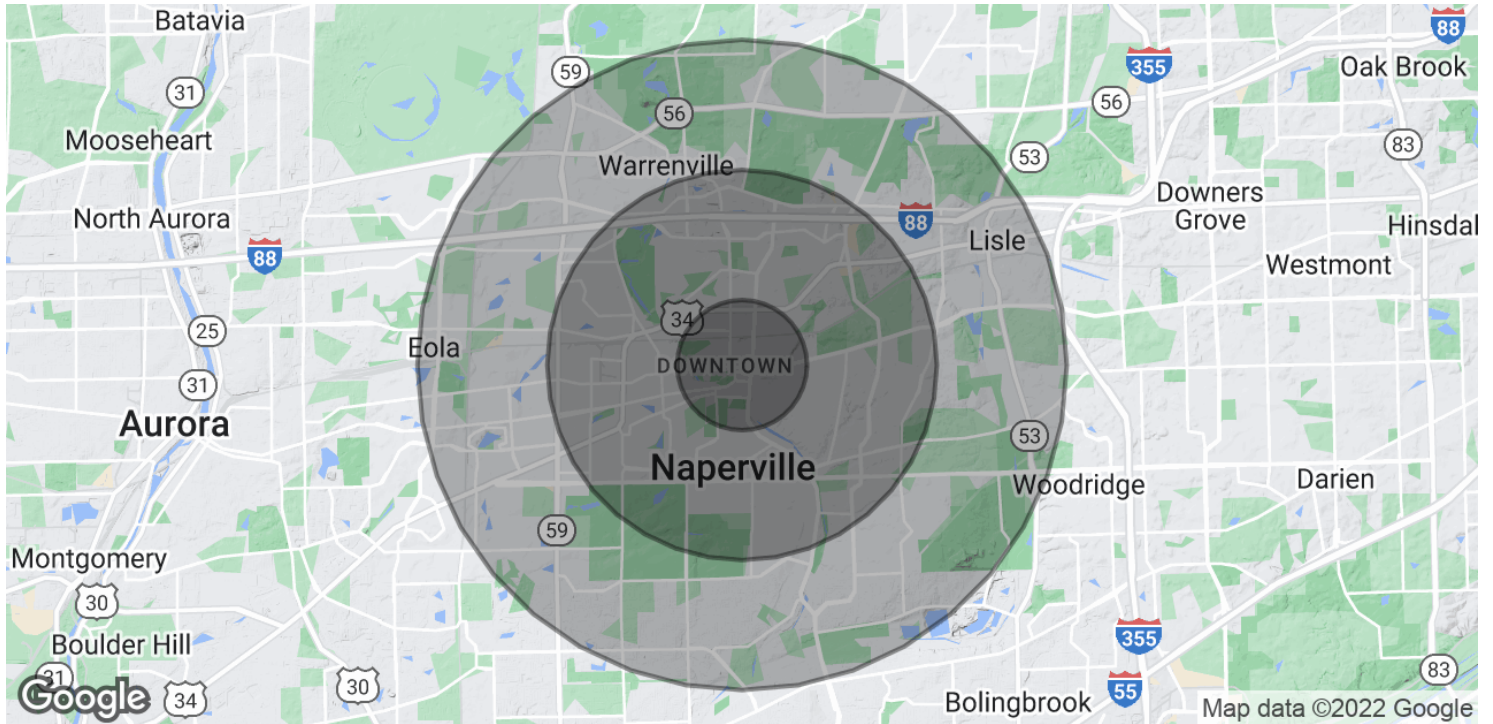 Batavia
88
59
355
Oak Brook
31
56
56
Mooseheart
83
53
Warrenville
Downers
Grove
North Aurora
88
Hinsdal
Lisle
88
Westmont
34
25
Eola
DOWNTOWN
31
Aurora
53
Naperville
Woodridge
Darien
59
Montgomery
30
355
Boulder Hill
83
31
30
55
Google
34
Bolingbrook
Map data ©2022 Google